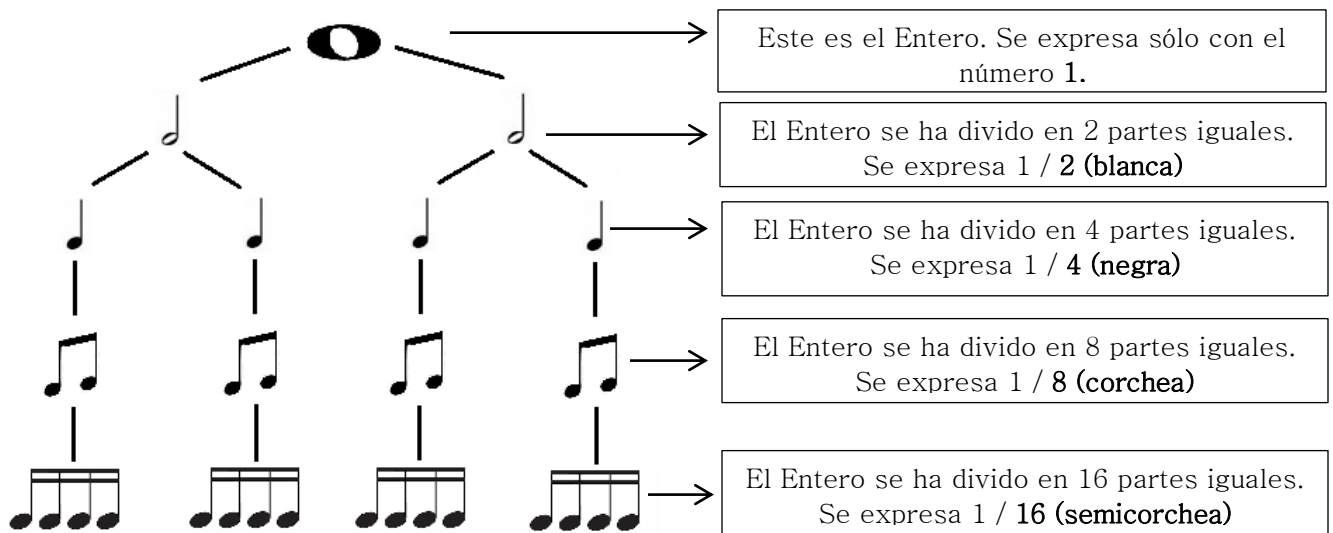 Este es el Entero. Se expresa sólo con el
número 1.
El Entero se ha divido en 2 partes iguales.
Se expresa 1 / 2 (blanca)
El Entero se ha divido en 4 partes iguales.
Se expresa 1 / 4 (negra)
El Entero se ha divido en 8 partes iguales.
Se expresa 1 / 8 (corchea)
El Entero se ha divido en 16 partes iguales.
Se expresa 1 / 16 (semicorchea)